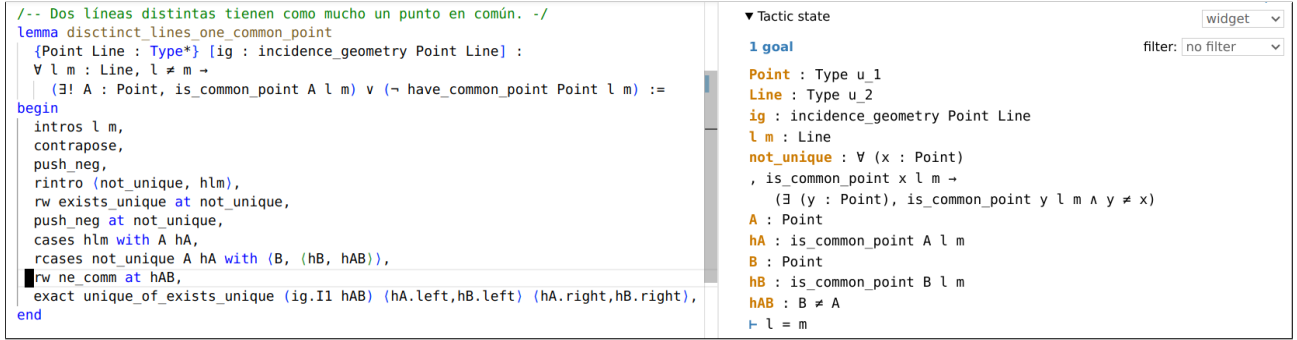 /-- Dos líneas distintas tienen como mucho un punto en común. -/
lemma disctinct_lines_one_common_point
  {Point Line : Type*} [ig : incidence_geometry Point Line] :
  ∀ l m : Line, l ≠ m →
    (∃! A : Point, is_common_point A l m) ∨ (¬ have_common_point Point l m) :=
begin
  intros l m,
  contrapose,
  push_neg,
  rintro ⟨not_unique, hlm⟩,
  rw exists_unique at not_unique,
  push_neg at not_unique,
  cases hlm with A hA,
  rcases not_unique A hA with ⟨B, ⟨hB, hAB⟩⟩,
  rw ne_comm at hAB,
  exact unique_of_exists_unique (ig.I1 hAB) ⟨hA.left,hB.left⟩ ⟨hA.right,hB.right⟩,
end
▼ Tactic state
widget
1 goal
filter: no filter
Point : Type u_1
Line : Type u_2
ig : incidence_geometry Point Line
l m : Line
not_unique : ∀ (x : Point)
, is_common_point x l m →
(∃ (y : Point), is_common_point y l m ∧ y ≠ x)
A : Point
hA : is_common_point A l m
B : Point
hB : is_common_point B l m
hAB : B ≠ A
⊢ l = m